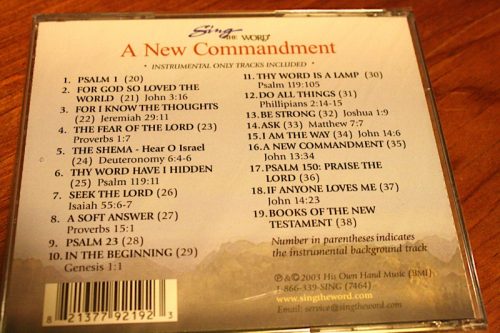 Sing
THE WORD
A New Commandment
* INSTRUMENTAL ONLY TRACKS INCLUDED *
1. PSALM 1 (20)
2. FOR GOD SO LOVED THE
WORLD (21) John 3:16
3. FOR I KNOW THE THOUGHTS
(22) Jeremiah 29:11
4. THE FEAR OF THE LORD (23)
Proverbs 1:7
5. THE SHEMA - Hear O Israel
(24) Deuteronomy 6:4-6
6. THY WORD HAVE I HIDDEN
(25) Psalm 119:11
7. SEEK THE LORD (26)
Isaiah 55:6-7
8. A SOFT ANSWER (27)
Proverbs 15:1
9. PSALM 23 (28)
10. IN THE BEGINNING (29)
Genesis 1:1
11. THY WORD IS A LAMP (30)
Psalm 119:105
12. DO ALL THINGS (31)
Phillipians 2:14-15
13. BE STRONG (32) Joshua 1:9
14. ASK (33) Matthew 7:7
15. I AM THE WAY (34) John 14:6
16. A NEW COMMANDMENT (35)
John 13:34
17. PSALM 150: PRAISE THE
LORD (36)
18. IF ANYONE LOVES ME (37)
John 14:23
19. BOOKS OF THE NEW
TESTAMENT (38)
Number in parentheses indicates
the instrumental background track
8 21377 92192 3
℗ & © 2003 His Own Hand Music (BMI)
1-866-339-SING (7464)
www.singtheword.com
Email: service@singtheword.com